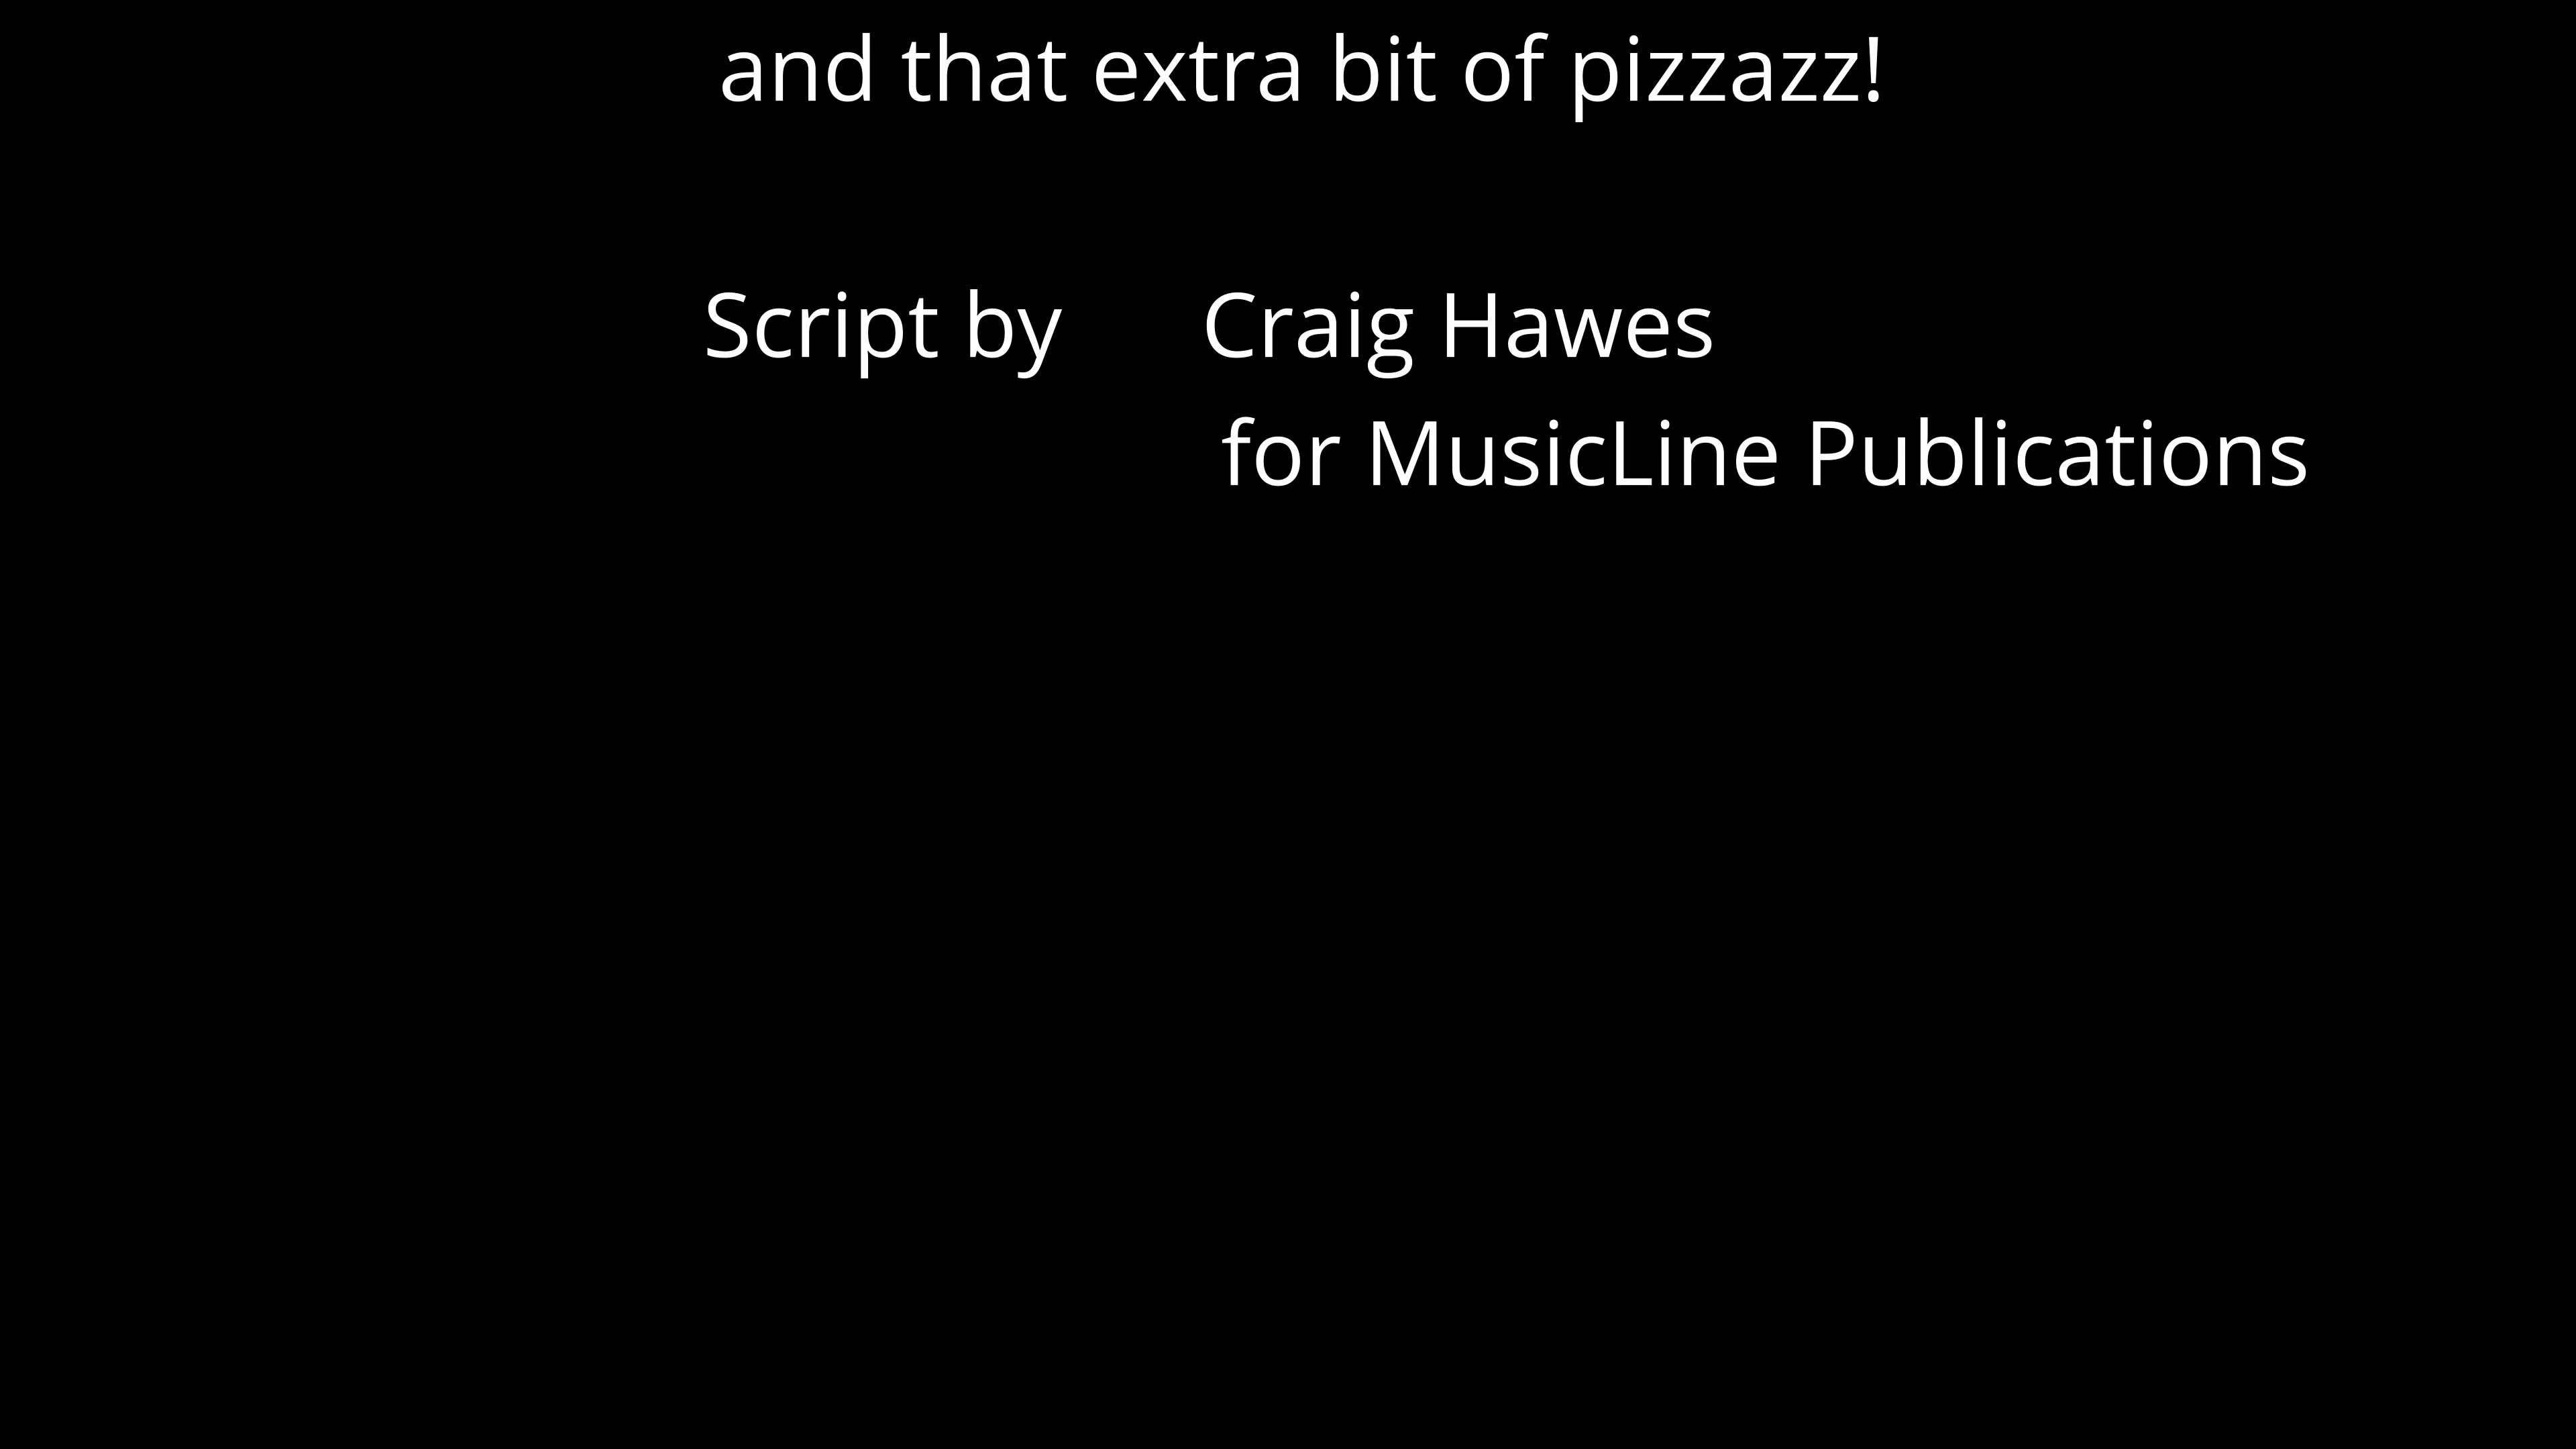 and that extra bit of pizzazz!
Script by Craig Hawes
for MusicLine Publications